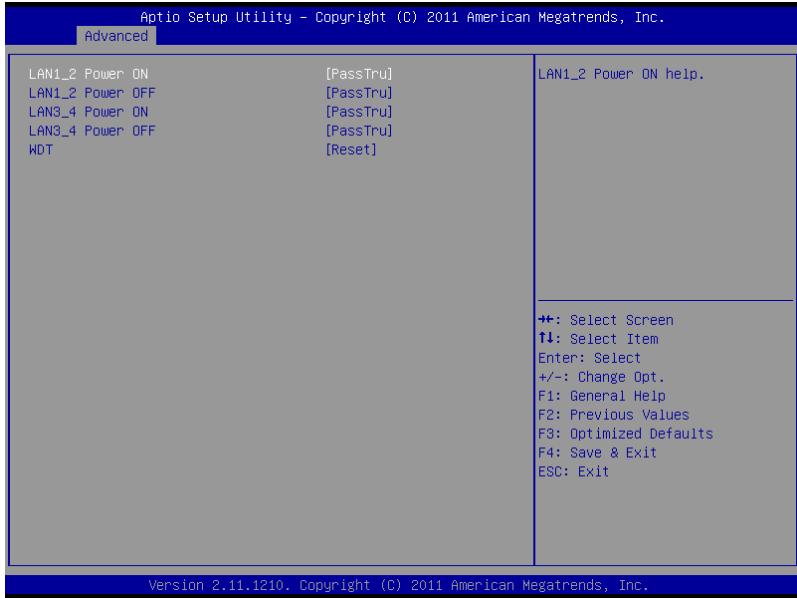 Aptio Setup Utility – Copyright (C) 2011 American Megatrends, Inc.
Advanced
LAN1_2 Power ON [PassTru]
LAN1_2 Power OFF [PassTru]
LAN3_4 Power ON [PassTru]
LAN3_4 Power OFF [PassTru]
WDT [Reset]
LAN1_2 Power ON help.
→←: Select Screen
↑↓: Select Item
Enter: Select
+/-: Change Opt.
F1: General Help
F2: Previous Values
F3: Optimized Defaults
F4: Save & Exit
ESC: Exit
Version 2.11.1210. Copyright (C) 2011 American Megatrends, Inc.